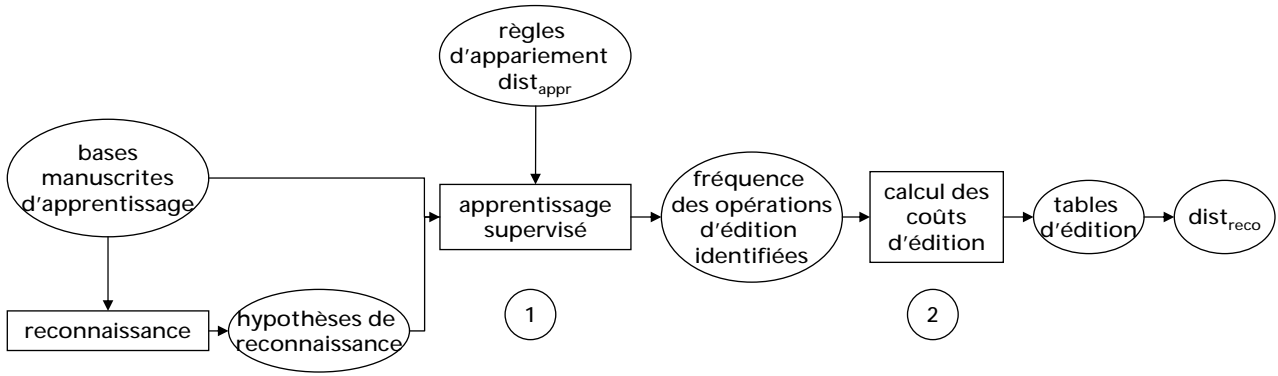 règles
d'appariement
dist_appr
bases
manuscrites
d'apprentissage
apprentissage
supervisé
fréquence
des opérations
d'édition
identifiées
calcul des
coûts
d'édition
tables
d'édition
dist_reco
reconnaissance
hypothèses de
reconnaissance
1
2